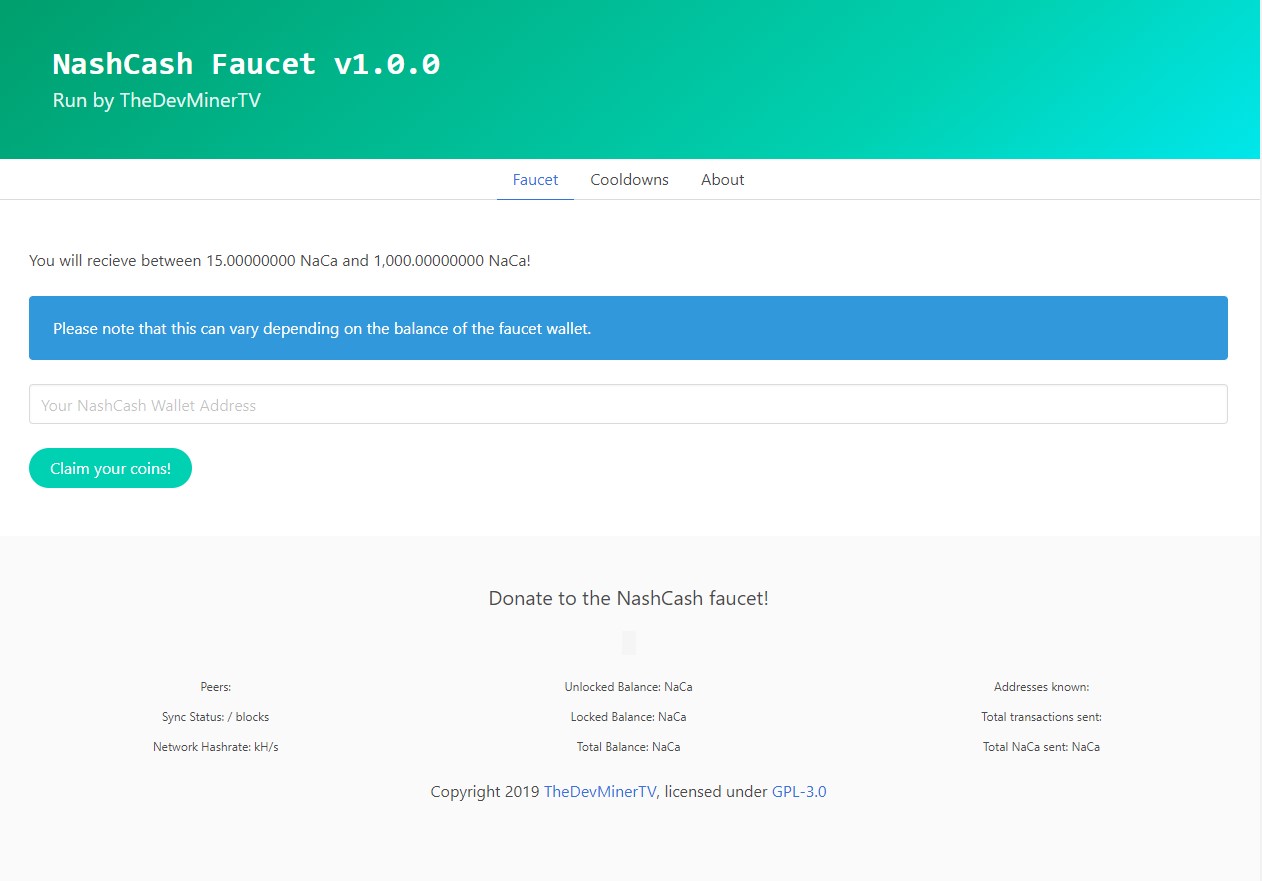 NashCash Faucet v1.0.0
Run by TheDevMinerTV
Faucet Cooldowns About
You will recieve between 15.00000000 NaCa and 1,000.00000000 NaCa!
Please note that this can vary depending on the balance of the faucet wallet.
Your NashCash Wallet Address
Claim your coins!
Donate to the NashCash faucet!
Peers: Unlocked Balance: NaCa Addresses known:
Sync Status: / blocks Locked Balance: NaCa Total transactions sent:
Network Hashrate: kH/s Total Balance: NaCa Total NaCa sent: NaCa
Copyright 2019 TheDevMinerTV, licensed under GPL-3.0